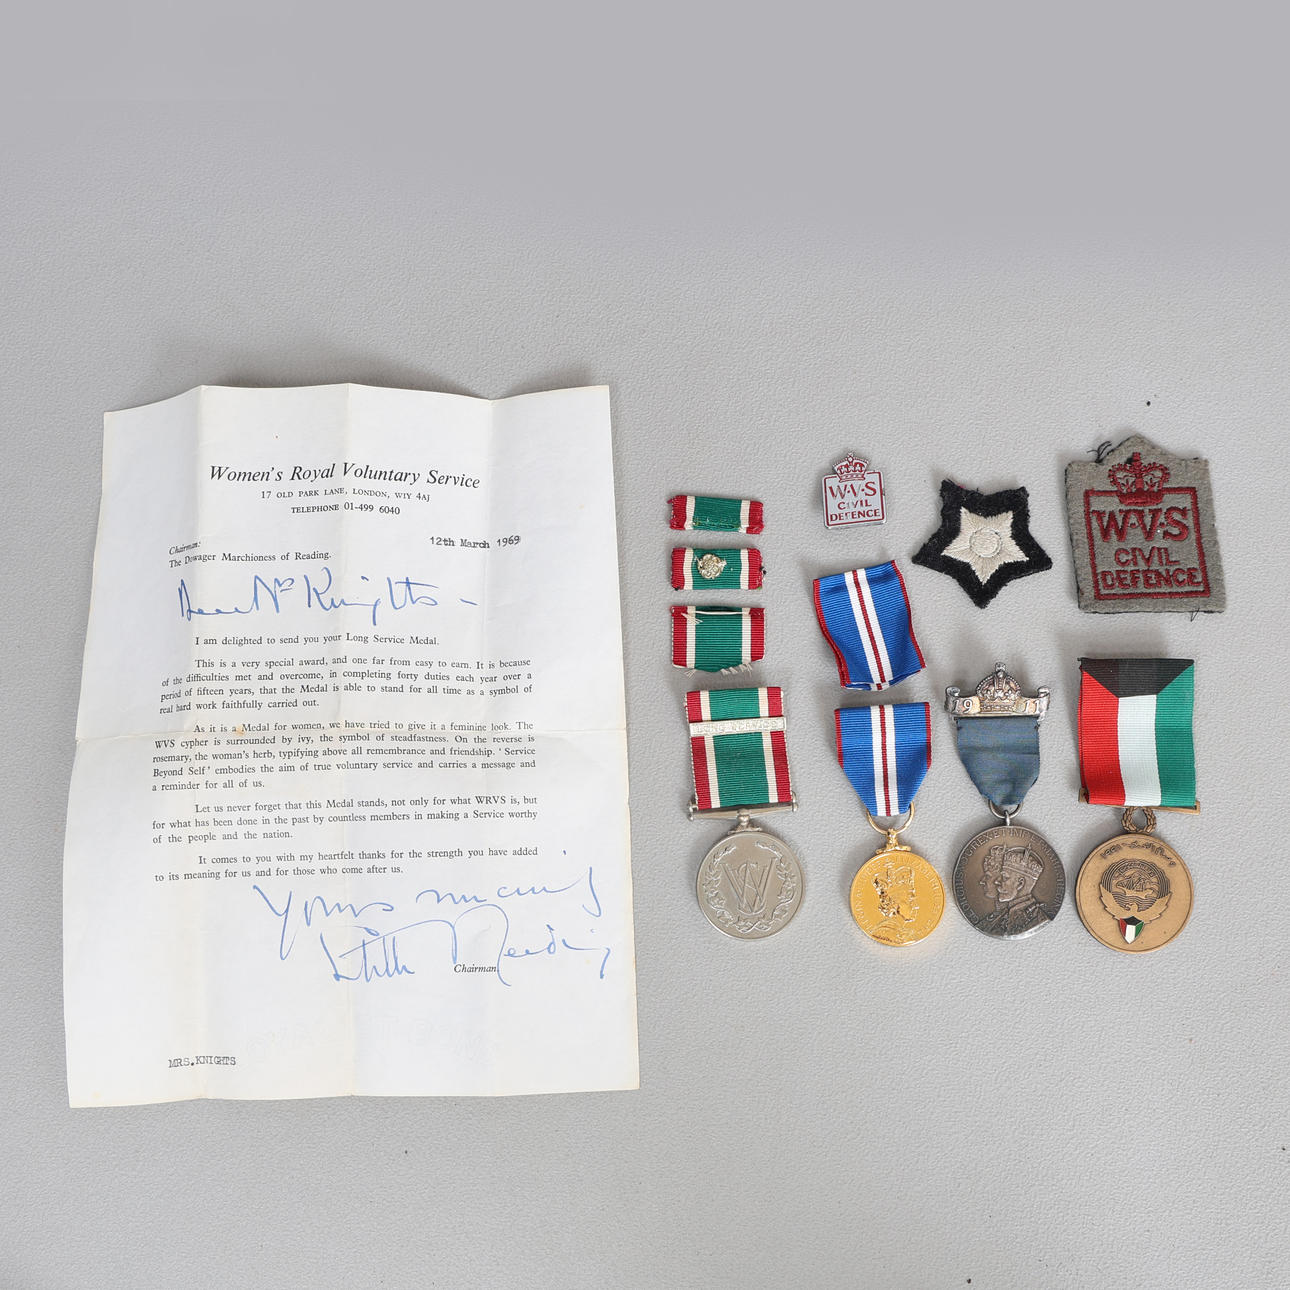 Women's Royal Voluntary Service
17 OLD PARK LANE, LONDON, W1Y 4AJ
TELEPHONE 01-499 6040
12th March 1969
Chairman:
The Dowager Marchioness of Reading.
Dear Mrs Knights -
I am delighted to send you your Long Service Medal.
This is a very special award, and one far from easy to earn. It is because
of the difficulties met and overcome, in completing forty duties each year over a
period of fifteen years, that the Medal is able to stand for all time as a symbol of
real hard work faithfully carried out.
As it is a Medal for women, we have tried to give it a feminine look. The
WVS cypher is surrounded by ivy, the symbol of steadfastness. On the reverse is
rosemary, the woman's herb, typifying above all remembrance and friendship. 'Service
Beyond Self' embodies the aim of true voluntary service and carries a message and
a reminder for all of us.
Let us never forget that this Medal stands, not only for what WRVS is, but
for what has been done in the past by countless members in making a Service worthy
of the people and the nation.
It comes to you with my heartfelt thanks for the strength you have added
to its meaning for us and for those who come after us.
Yours sincerely
Stella Reading
Chairman.
MRS.KNIGHTS
W·V·S
CIVIL
DEFENCE
W·V·S
CIVIL
DEFENCE
LONG SERVICE
1911
WVS